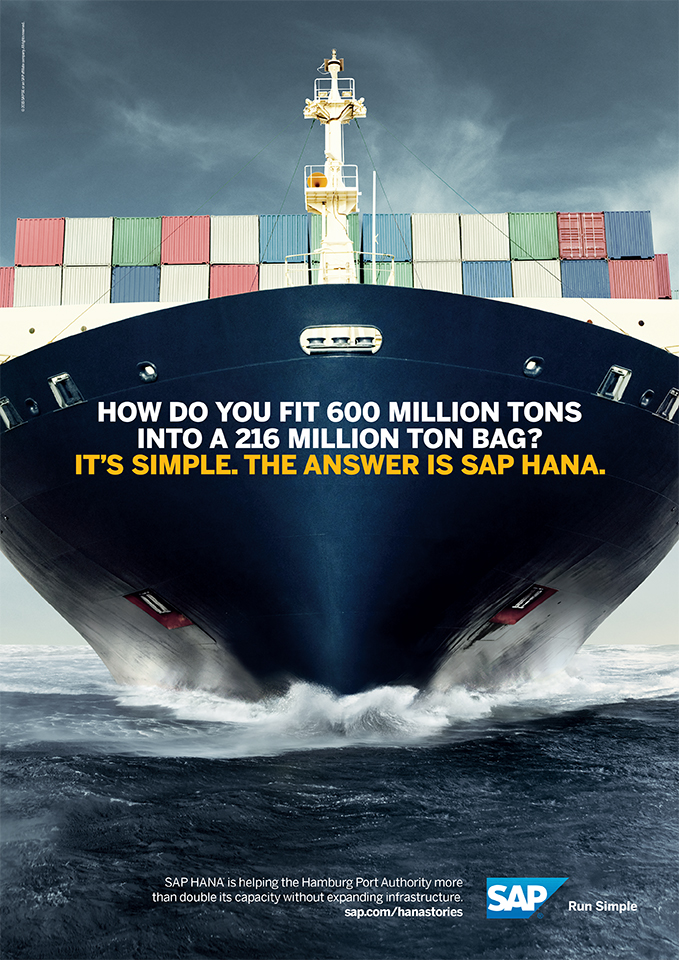 HOW DO YOU FIT 600 MILLION TONS
INTO A 216 MILLION TON BAG?
IT'S SIMPLE. THE ANSWER IS SAP HANA.
SAP HANA® is helping the Hamburg Port Authority more
than double its capacity without expanding infrastructure.
sap.com/hanastories
SAP
Run Simple